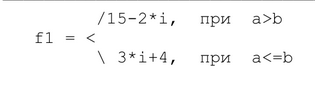 /15-2*i, при a>b
f1 = <
\ 3*i+4, при a<=b